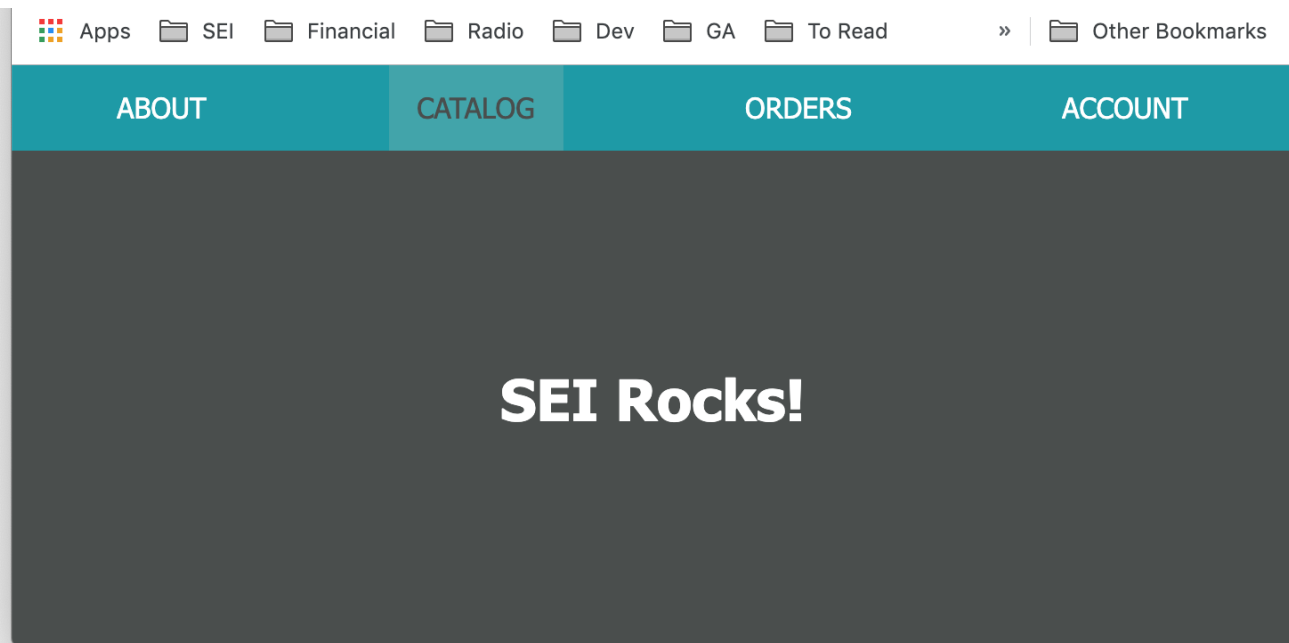 Apps SEI Financial Radio Dev GA To Read » Other Bookmarks
ABOUT CATALOG ORDERS ACCOUNT
SEI Rocks!